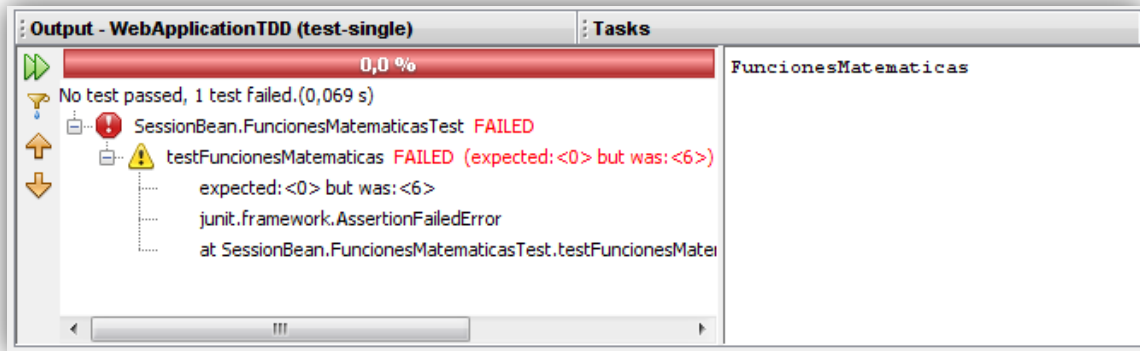 Output - WebApplicationTDD (test-single)
Tasks
0,0 %
No test passed, 1 test failed.(0,069 s)
SessionBean.FuncionesMatematicasTest FAILED
testFuncionesMatematicas FAILED (expected:<0> but was:<6>)
expected:<0> but was:<6>
junit.framework.AssertionFailedError
at SessionBean.FuncionesMatematicasTest.testFuncionesMater
FuncionesMatematicas